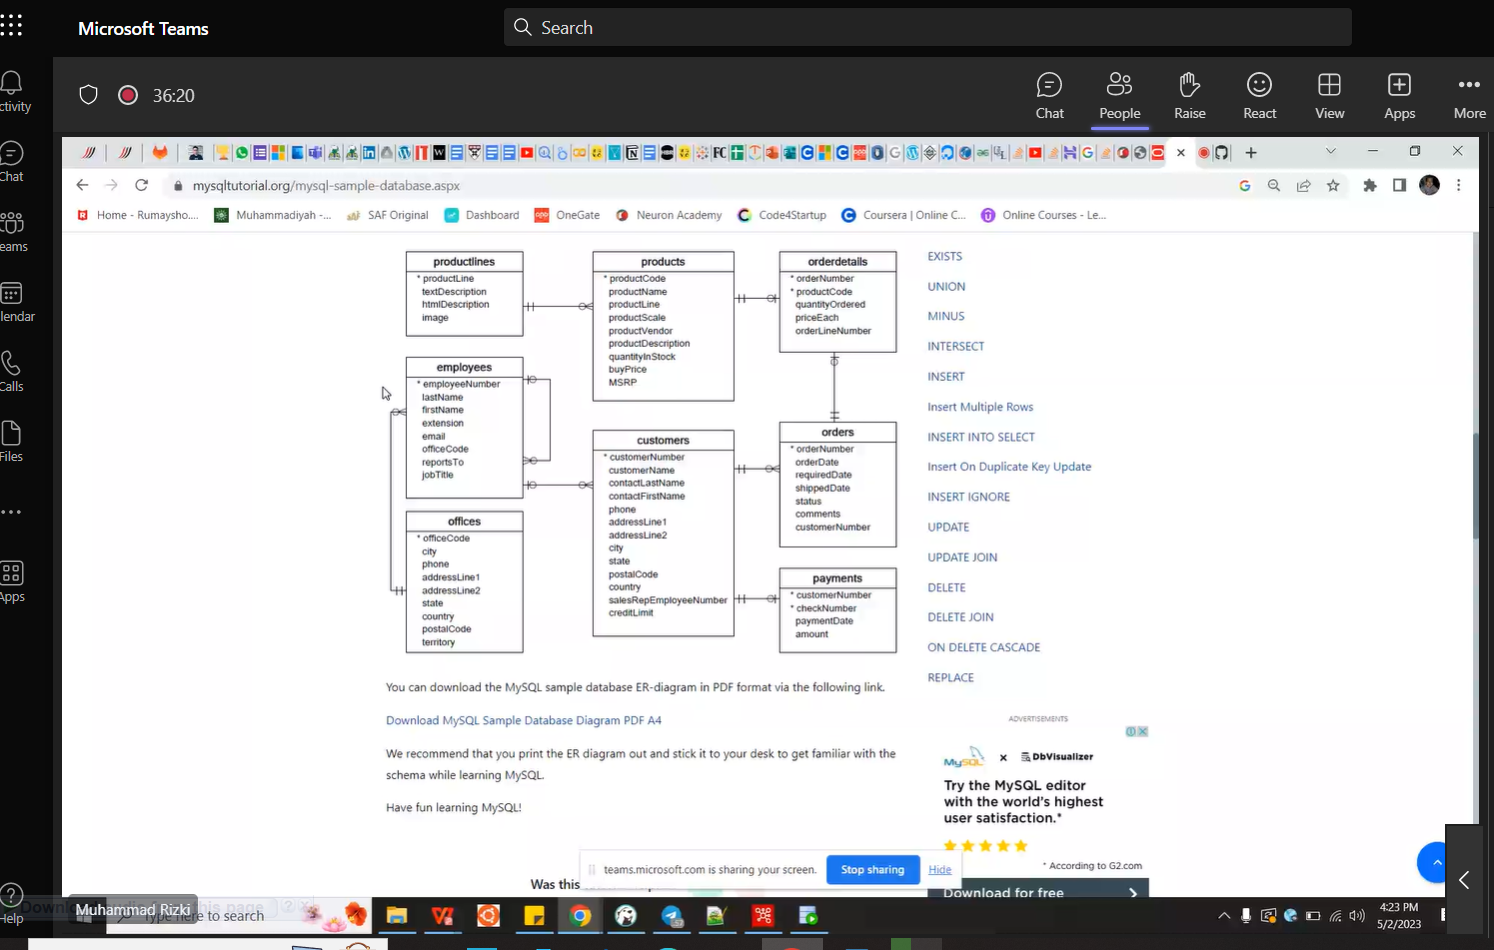 Microsoft Teams
Search
36:20
Chat
People
Raise
React
View
Apps
More
ctivity
Chat
eams
lendar
Calls
Files
Apps
Help
mysqltutorial.org/mysql-sample-database.aspx
Home - Rumaysho....
Muhammadiyah -...
SAF Original
Dashboard
OneGate
Neuron Academy
Code4Startup
Coursera | Online C...
Online Courses - Le...
productlines
* productLine
textDescription
htmlDescription
image
products
* productCode
productName
productLine
productScale
productVendor
productDescription
quantityInStock
buyPrice
MSRP
orderdetails
* orderNumber
* productCode
quantityOrdered
priceEach
orderLineNumber
employees
* employeeNumber
lastName
firstName
extension
email
officeCode
reportsTo
jobTitle
customers
* customerNumber
customerName
contactLastName
contactFirstName
phone
addressLine1
addressLine2
city
state
postalCode
country
salesRepEmployeeNumber
creditLimit
orders
* orderNumber
orderDate
requiredDate
shippedDate
status
comments
customerNumber
offices
* officeCode
city
phone
addressLine1
addressLine2
state
country
postalCode
territory
payments
* customerNumber
* checkNumber
paymentDate
amount
EXISTS
UNION
MINUS
INTERSECT
INSERT
Insert Multiple Rows
INSERT INTO SELECT
Insert On Duplicate Key Update
INSERT IGNORE
UPDATE
UPDATE JOIN
DELETE
DELETE JOIN
ON DELETE CASCADE
REPLACE
You can download the MySQL sample database ER-diagram in PDF format via the following link.
Download MySQL Sample Database Diagram PDF A4
We recommend that you print the ER diagram out and stick it to your desk to get familiar with the
schema while learning MySQL.
Have fun learning MySQL!
ADVERTISEMENTS
MySQL x DbVisualizer
Try the MySQL editor
with the world's highest
user satisfaction.*
* According to G2.com
Download for free
Was this
teams.microsoft.com is sharing your screen.
Stop sharing
Hide
Muhammad Rizki
Type here to search
4:23 PM
5/2/2023